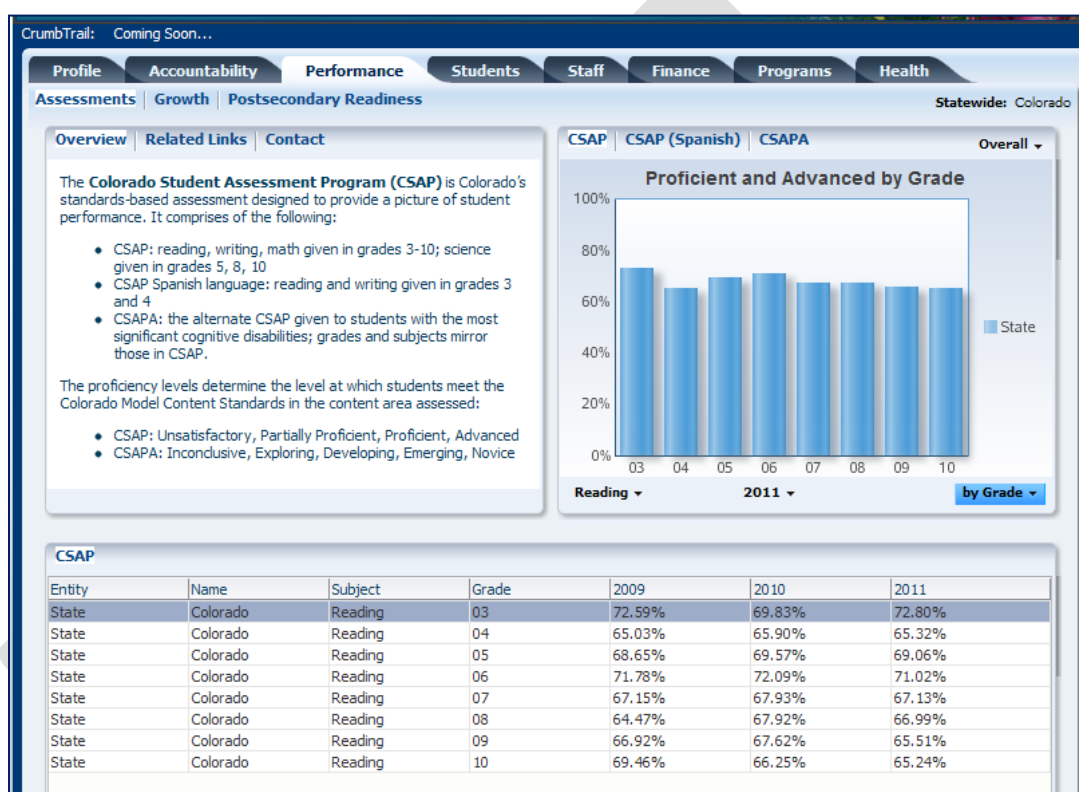 CrumbTrail: Coming Soon...
Profile Accountability Performance Students Staff Finance Programs Health
Assessments Growth Postsecondary Readiness Statewide: Colorado
Overview Related Links Contact
The Colorado Student Assessment Program (CSAP) is Colorado's
standards-based assessment designed to provide a picture of student
performance. It comprises of the following:
• CSAP: reading, writing, math given in grades 3-10; science
given in grades 5, 8, 10
• CSAP Spanish language: reading and writing given in grades 3
and 4
• CSAPA: the alternate CSAP given to students with the most
significant cognitive disabilities; grades and subjects mirror
those in CSAP.
The proficiency levels determine the level at which students meet the
Colorado Model Content Standards in the content area assessed:
• CSAP: Unsatisfactory, Partially Proficient, Proficient, Advanced
• CSAPA: Inconclusive, Exploring, Developing, Emerging, Novice
CSAP CSAP (Spanish) CSAPA Overall
Proficient and Advanced by Grade
100%
80%
60%
40%
20%
0%
State
03 04 05 06 07 08 09 10
Reading 2011 by Grade
CSAP
Entity Name Subject Grade 2009 2010 2011
State Colorado Reading 03 72.59% 69.83% 72.80%
State Colorado Reading 04 65.03% 65.90% 65.32%
State Colorado Reading 05 68.65% 69.57% 69.06%
State Colorado Reading 06 71.78% 72.09% 71.02%
State Colorado Reading 07 67.15% 67.93% 67.13%
State Colorado Reading 08 64.47% 67.92% 66.99%
State Colorado Reading 09 66.92% 67.62% 65.51%
State Colorado Reading 10 69.46% 66.25% 65.24%